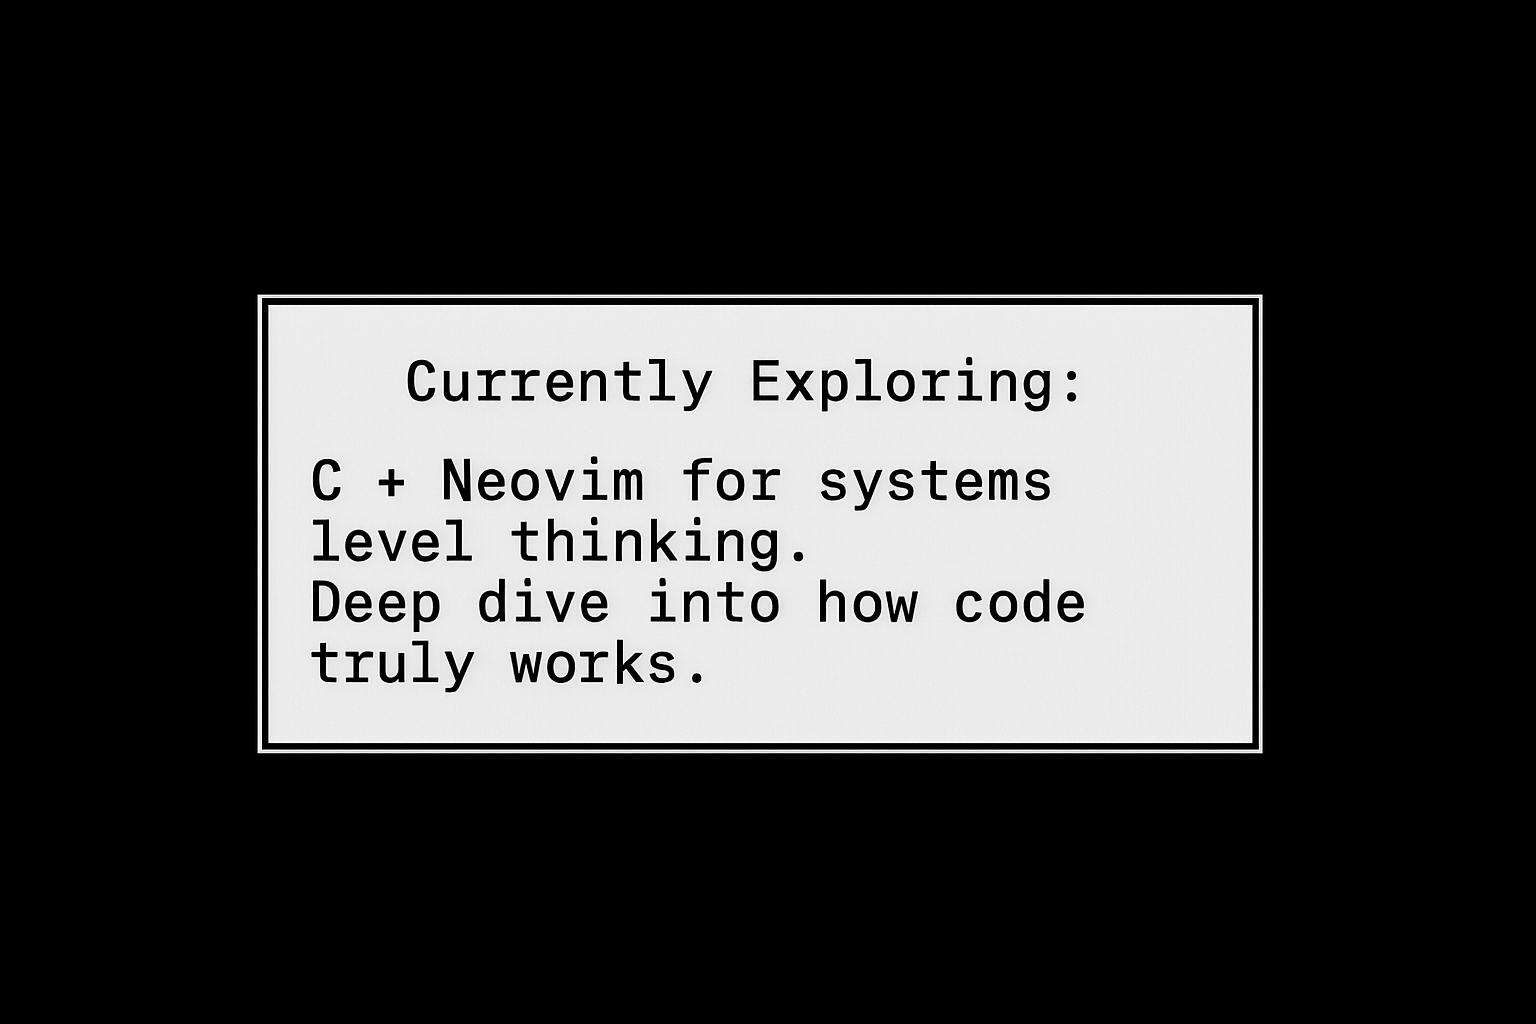 Currently Exploring:
C + Neovim for systems
level thinking.
Deep dive into how code
truly works.